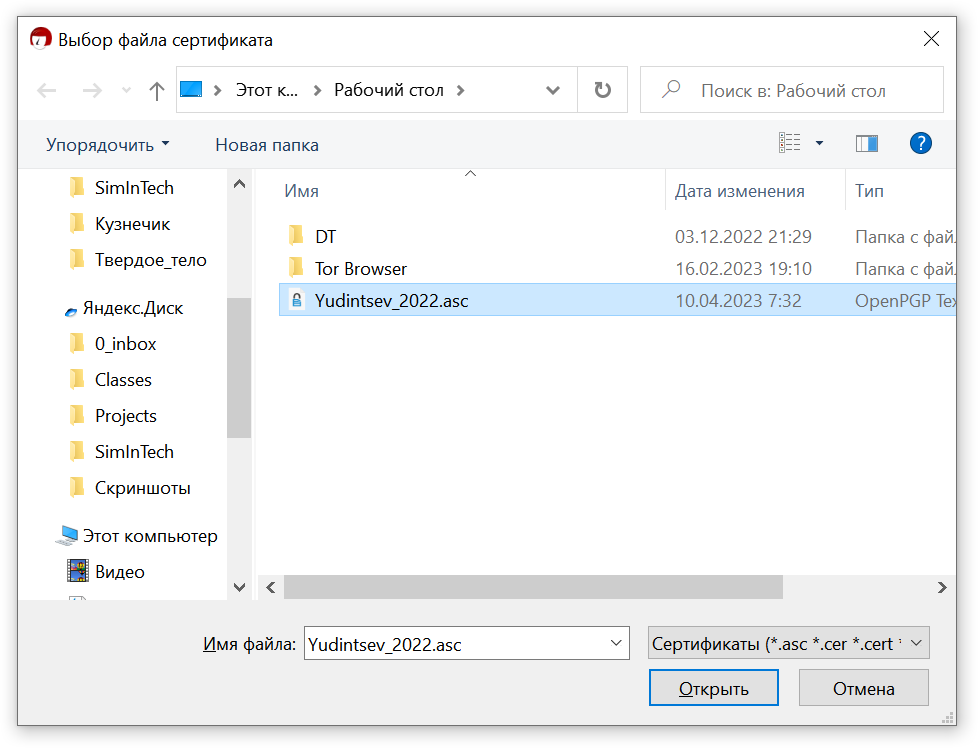 Выбор файла сертификата
Этот к... Рабочий стол
Поиск в: Рабочий стол
Упорядочить Новая папка
SimInTech
Кузнечик
Твердое_тело
Яндекс.Диск
0_inbox
Classes
Projects
SimInTech
Скриншоты
Этот компьютер
Видео
Имя Дата изменения Тип
DT 03.12.2022 21:29 Папка с фай
Tor Browser 16.02.2023 19:10 Папка с фай
Yudintsev_2022.asc 10.04.2023 7:32 OpenPGP Te
Имя файла: Yudintsev_2022.asc Сертификаты (*.asc *.cer *.cert *
Открыть Отмена